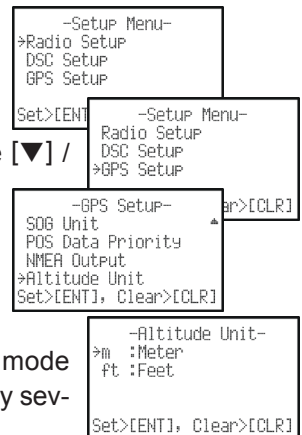 -Setup Menu-
→Radio Setup
DSC Setup
GPS Setup
Set>[ENT
-Setup Menu-
Radio Setup
DSC Setup
→GPS Setup
[▼] /
-GPS Setup-
SOG Unit
POS Data Priority
NMEA Output
→Altitude Unit
Set>[ENT], Clear>[CLR]
ar>[CLR]
-Altitude Unit-
→m :Meter
ft :Feet
Set>[ENT], Clear>[CLR]
mode
y sev-